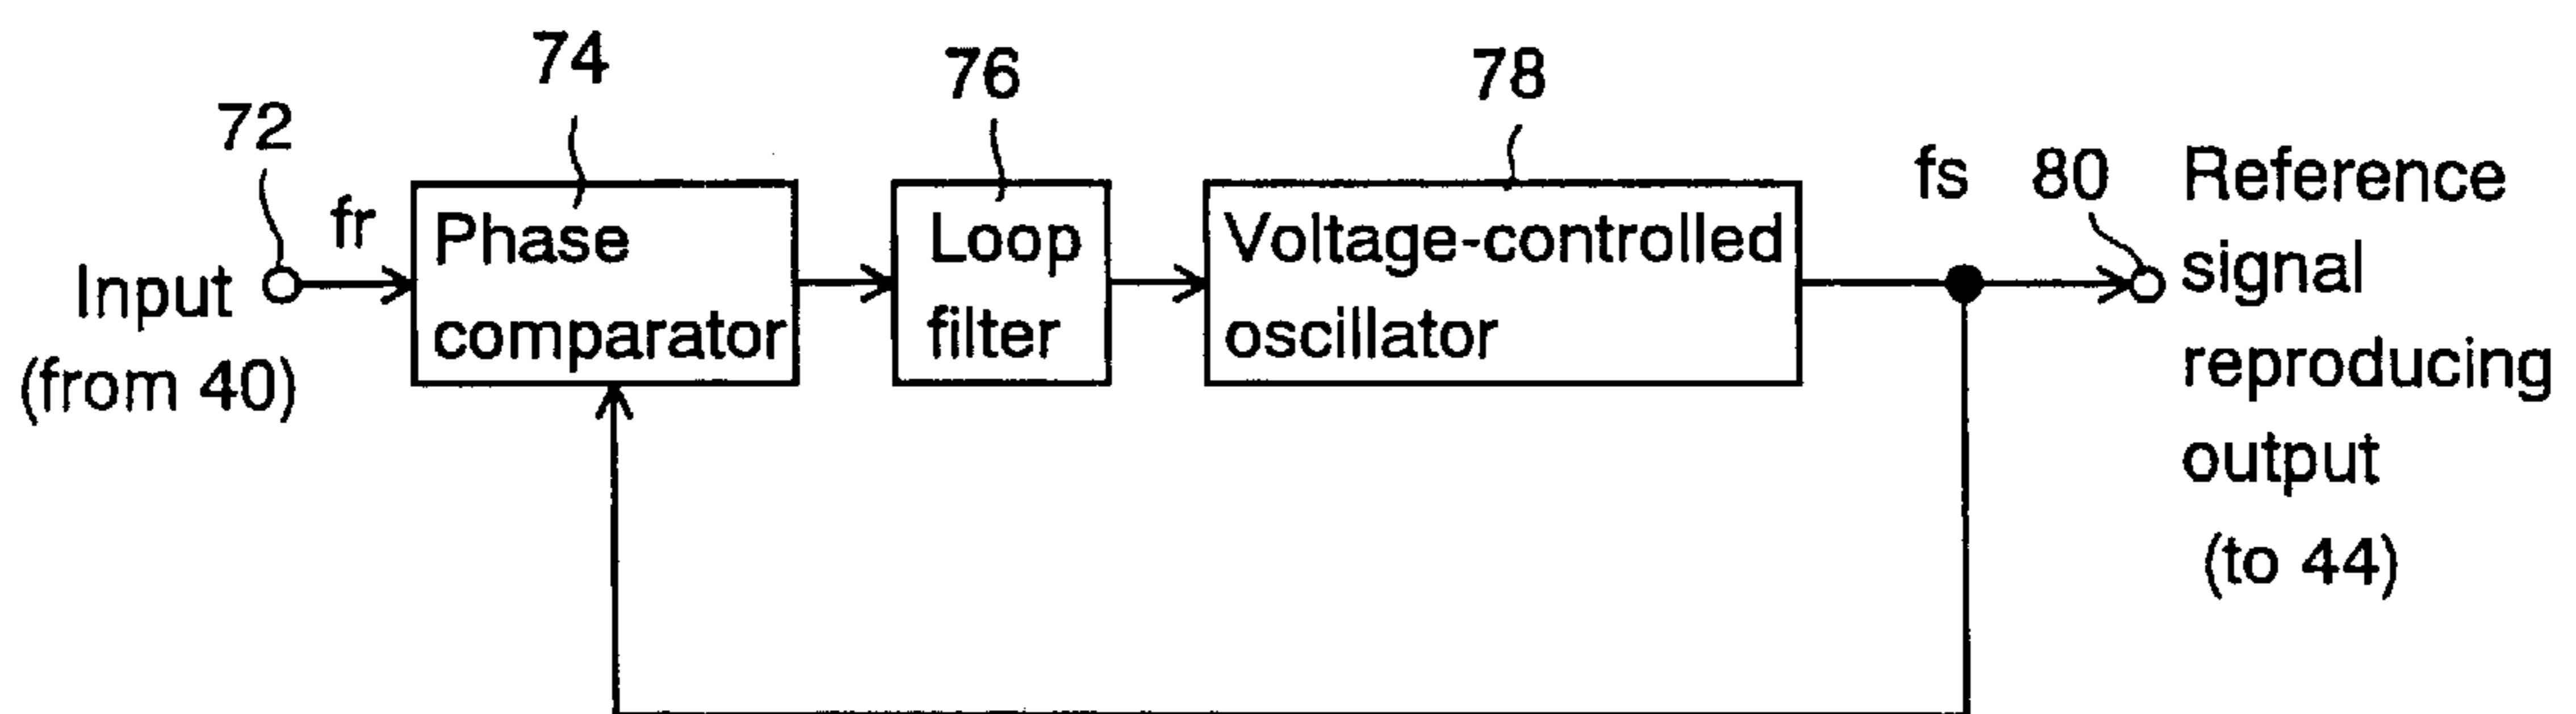 74
76
78
72
fr
Phase
comparator
Loop
filter
Voltage-controlled
oscillator
fs
80
Reference
signal
reproducing
output
(to 44)
Input
(from 40)